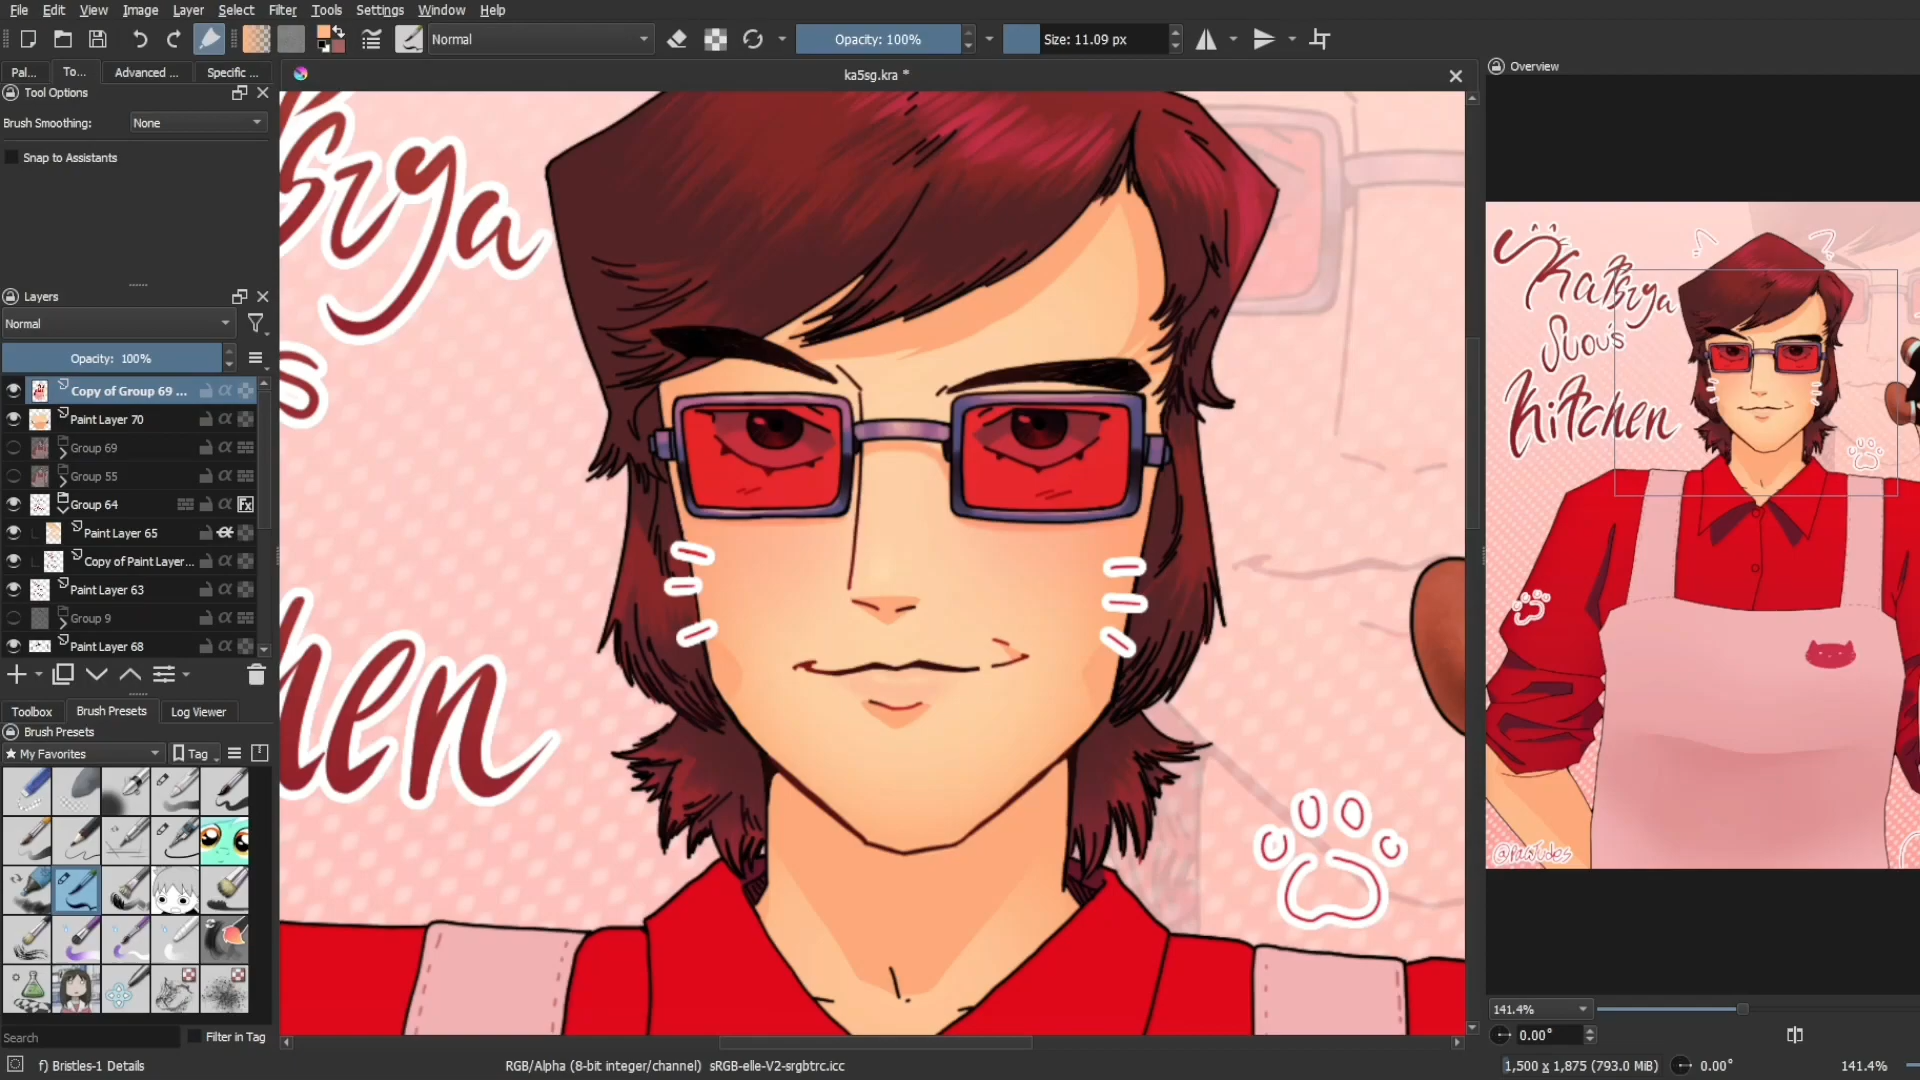 File Edit View Image Layer Select Filter Tools Settings Window Help
Normal
Opacity: 100%
Size: 11.09 px
Pal... To... Advanced ... Specific ...
ka5sg.kra *
Overview
Tool Options
Brush Smoothing: None
Snap to Assistants
Layers
Normal
Opacity: 100%
Copy of Group 69 ...
Paint Layer 70
Group 69
Group 55
Group 64
Fx
Paint Layer 65
Copy of Paint Layer...
Paint Layer 63
Group 9
Paint Layer 68
Toolbox Brush Presets Log Viewer
Brush Presets
My Favorites
Tag
Search
Filter in Tag
f) Bristles-1 Details
RGB/Alpha (8-bit integer/channel) sRGB-elle-V2-srgbtrc.icc
Kitchen
141.4%
0.00°
1,500 x 1,875 (793.0 MiB)
0.00°
141.4%